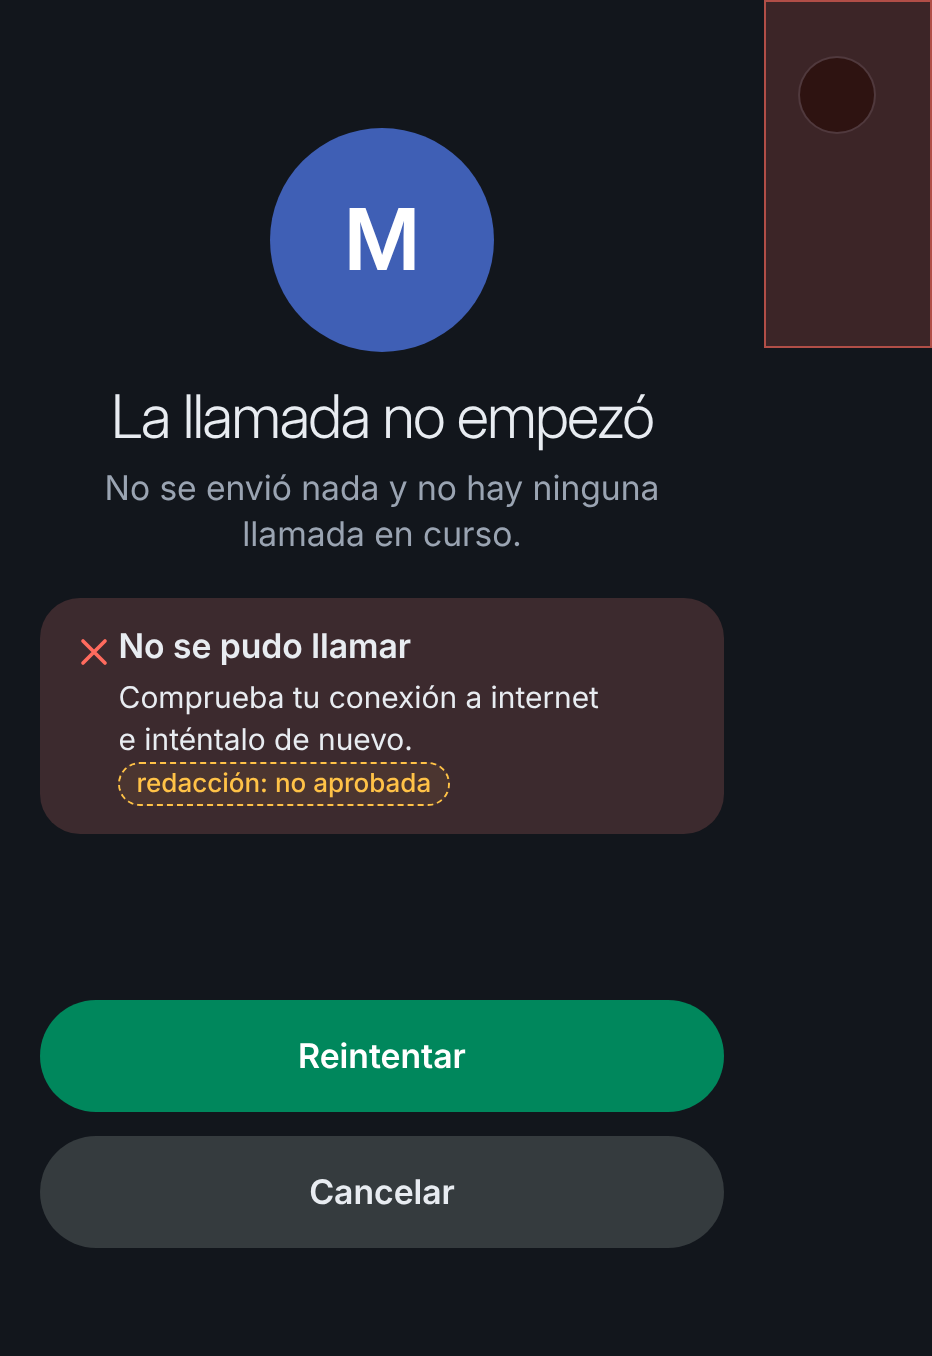 M
La llamada no empezó
No se envió nada y no hay ninguna
llamada en curso.
No se pudo llamar
Comprueba tu conexión a internet
e inténtalo de nuevo.
redacción: no aprobada
Reintentar
Cancelar